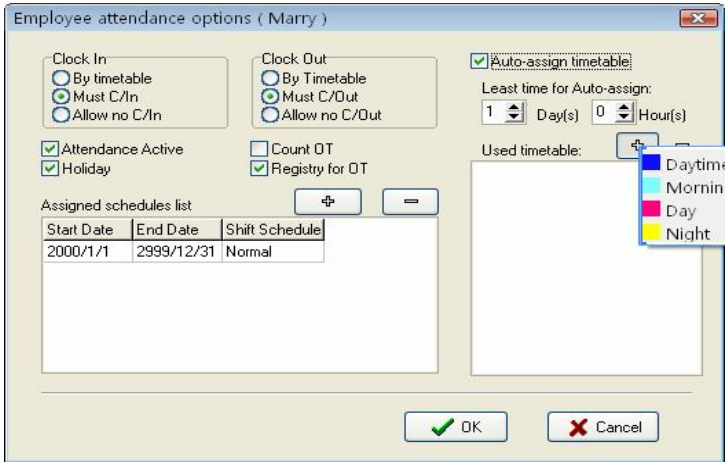 Employee attendance options ( Marry )
Clock In
By timetable
Must C/In
Allow no C/In
Clock Out
By Timetable
Must C/Out
Allow no C/Out
Auto-assign timetable
Least time for Auto-assign:
1 Day(s) 0 Hour(s)
Attendance Active
Holiday
Count OT
Registry for OT
Used timetable:
Daytime
Mornin
Day
Night
Assigned schedules list
Start Date End Date Shift Schedule
2000/1/1 2999/12/31 Normal
OK Cancel